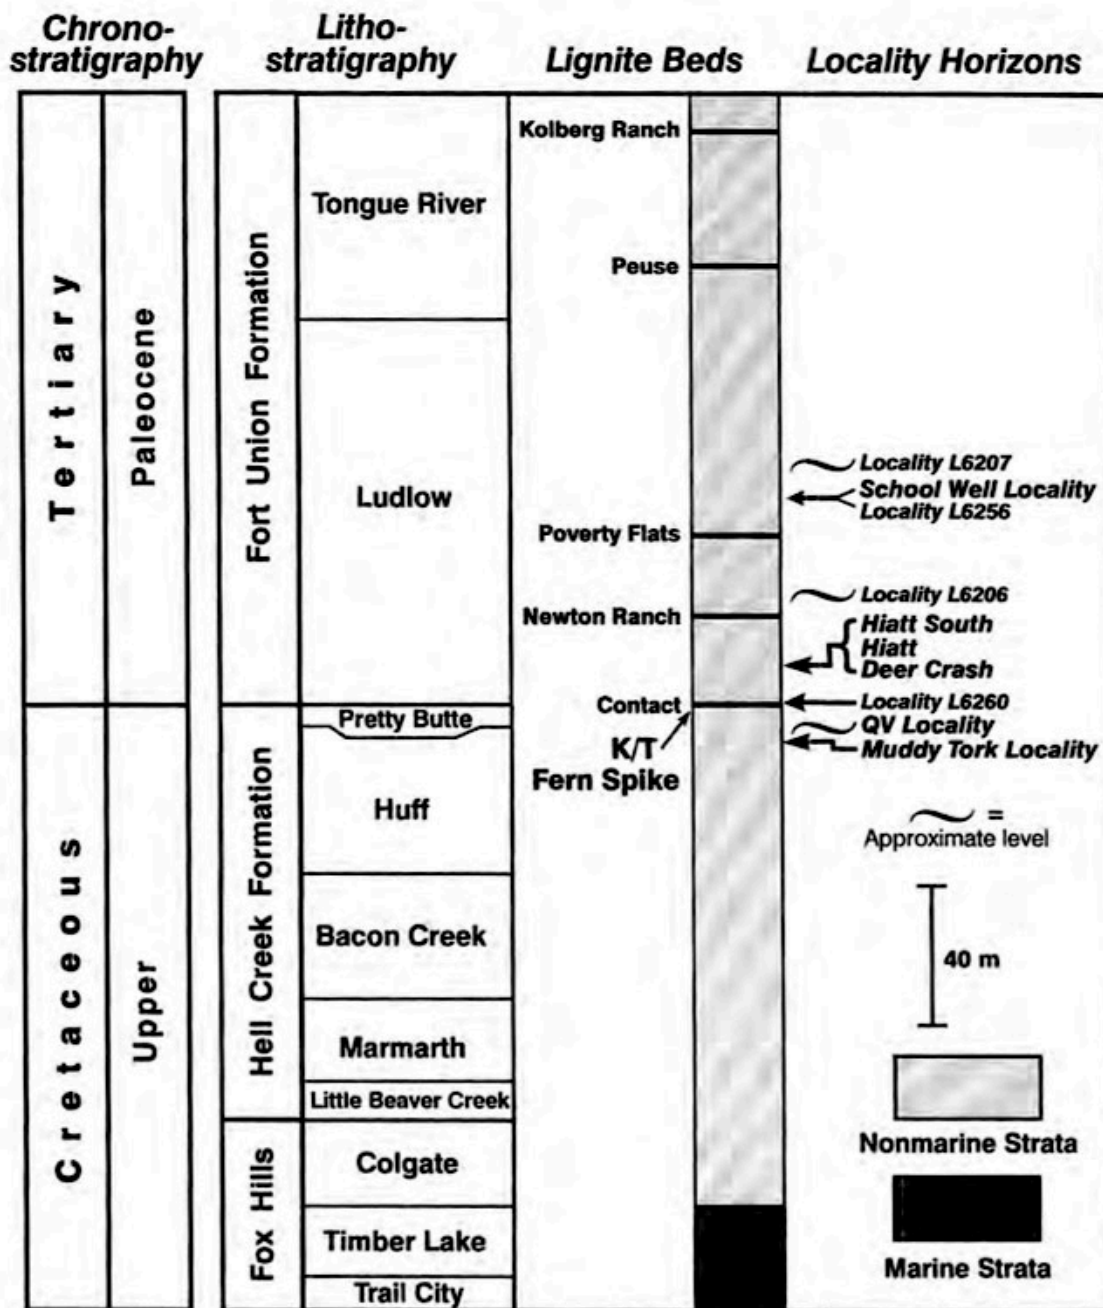 Chrono-
stratigraphy
Litho-
stratigraphy
Lignite Beds
Locality Horizons
Tertiary
Paleocene
Cretaceous
Upper
Fort Union Formation
Hell Creek Formation
Fox Hills
Tongue River
Ludlow
Pretty Butte
Huff
Bacon Creek
Marmarth
Little Beaver Creek
Colgate
Timber Lake
Trail City
Kolberg Ranch
Peuse
Poverty Flats
Newton Ranch
Contact
K/T
Fern Spike
Locality L6207
School Well Locality
Locality L6256
Locality L6206
Hiatt South
Hiatt
Deer Crash
Locality L6260
QV Locality
Muddy Tork Locality
=
Approximate level
40 m
Nonmarine Strata
Marine Strata